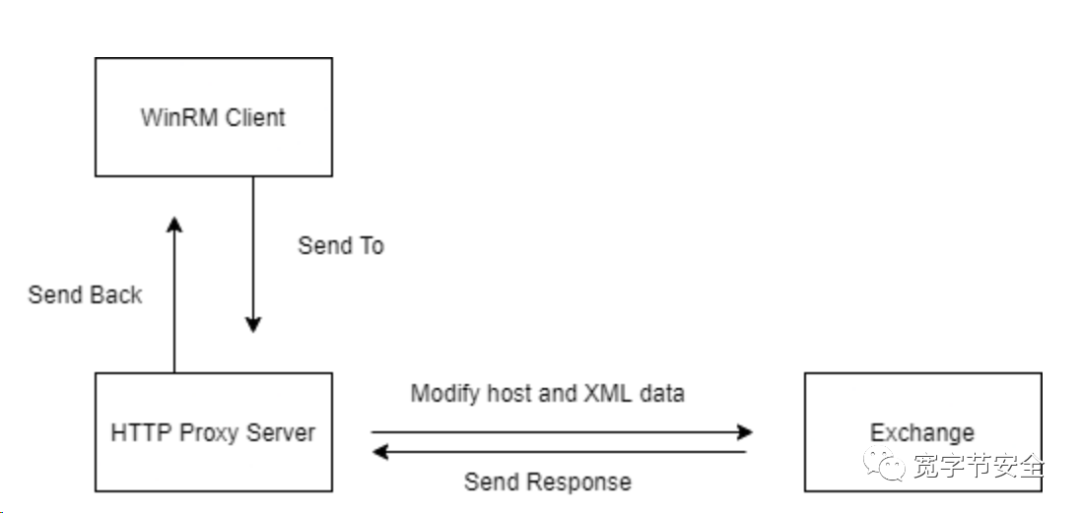 WinRM Client
Send To
Send Back
Modify host and XML data
HTTP Proxy Server
Exchange
宽字节安全
Send Response